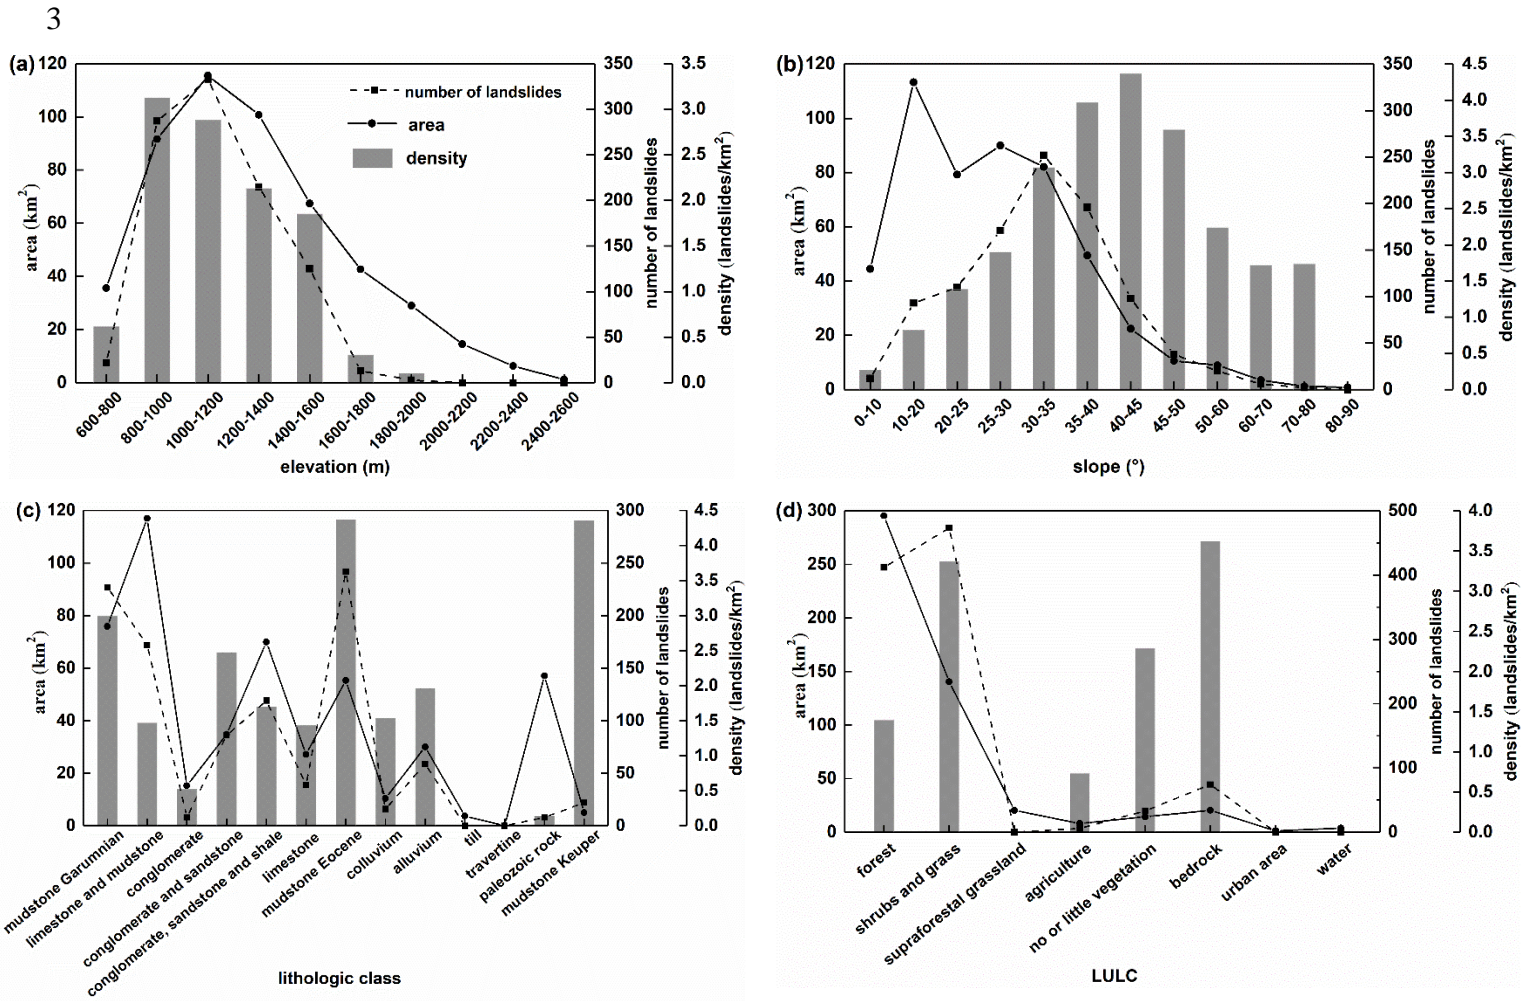 3
(a)
120
100
80
60
40
20
0
area (km²)
350
300
250
200
150
100
50
0
number of landslides
3.5
3.0
2.5
2.0
1.5
1.0
0.5
0.0
density (landslides/km²)
number of landslides
area
density
600-800
800-1000
1000-1200
1200-1400
1400-1600
1600-1800
1800-2000
2000-2200
2200-2400
2400-2600
elevation (m)
(b)
120
100
80
60
40
20
0
area (km²)
350
300
250
200
150
100
50
0
number of landslides
4.5
4.0
3.5
3.0
2.5
2.0
1.5
1.0
0.5
0.0
density (landslides/km²)
0-10
10-20
20-25
25-30
30-35
35-40
40-45
45-50
50-60
60-70
70-80
80-90
slope (°)
(c)
120
100
80
60
40
20
0
area (km²)
300
250
200
150
100
50
0
number of landslides
4.5
4.0
3.5
3.0
2.5
2.0
1.5
1.0
0.5
0.0
density (landslides/km²)
mudstone Garumnian
limestone and mudstone
conglomerate
conglomerate and sandstone
conglomerate, sandstone and shale
limestone
mudstone Eocene
colluvium
alluvium
till
travertine
paleozoic rock
mudstone Keuper
lithologic class
(d)
300
250
200
150
100
50
0
area (km²)
500
400
300
200
100
0
number of landslides
4.0
3.5
3.0
2.5
2.0
1.5
1.0
0.5
0.0
density (landslides/km²)
forest
shrubs and grass
supraforestal grassland
agriculture
no or little vegetation
bedrock
urban area
water
LULC